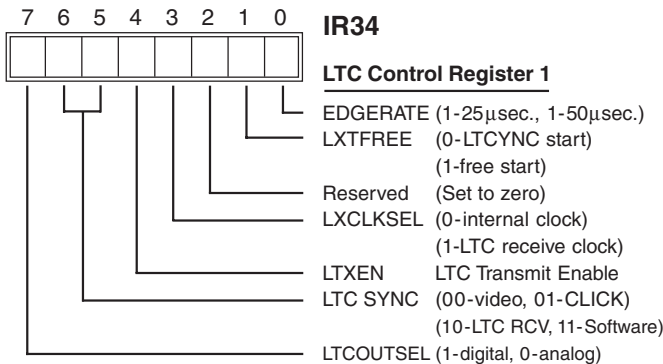 7 6 5 4 3 2 1 0
IR34
LTC Control Register 1
EDGERATE (1-25µsec., 1-50µsec.)
LXTFREE (0-LTCYNC start)
(1-free start)
Reserved (Set to zero)
LXCLKSEL (0-internal clock)
(1-LTC receive clock)
LTXEN LTC Transmit Enable
LTC SYNC (00-video, 01-CLICK)
(10-LTC RCV, 11-Software)
LTCOUTSEL (1-digital, 0-analog)